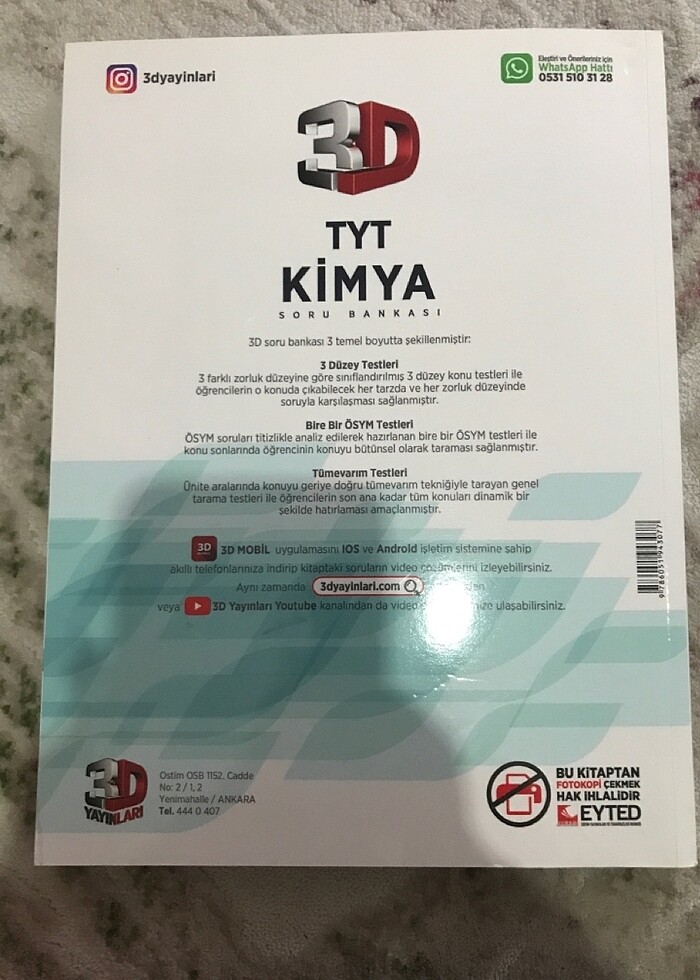 3dyayinlari
Eleştiri ve Önerileriniz için
WhatsApp Hattı
0531 510 31 28
3D
TYT
KİMYA
SORU BANKASI
3D soru bankası 3 temel boyutta şekillenmiştir:
3 Düzey Testleri
3 farklı zorluk düzeyine göre sınıflandırılmış 3 düzey konu testleri ile
öğrencilerin o konuda çıkabilecek her tarzda ve her zorluk düzeyinde
soruyla karşılaşması sağlanmıştır.
Bire Bir ÖSYM Testleri
ÖSYM soruları titizlikle analiz edilerek hazırlanan bire bir ÖSYM testleri ile
konu sonlarında öğrencinin konuyu bütünsel olarak taraması sağlanmıştır.
Tümevarım Testleri
Ünite aralarında konuyu geriye doğru tümevarım tekniğiyle tarayan genel
tarama testleri ile öğrencilerin son ana kadar tüm konuları dinamik bir
şekilde hatırlaması amaçlanmıştır.
3D 3D MOBİL uygulamasını IOS ve Android işletim sistemine sahip
akıllı telefonlarınıza indirip kitaptaki soruların video çözümlerini izleyebilirsiniz.
Aynı zamanda 3dyayinlari.com
veya 3D Yayınları Youtube kanalından da video ulaşabilirsiniz.
9786051943077
3D
YAYINLARI
Ostim OSB 1152. Cadde
No: 2 / 1, 2
Yenimahalle / ANKARA
Tel. 444 0 407
BU KİTAPTAN
FOTOKOPİ ÇEKMEK
HAK İHLALİDİR
EYTED